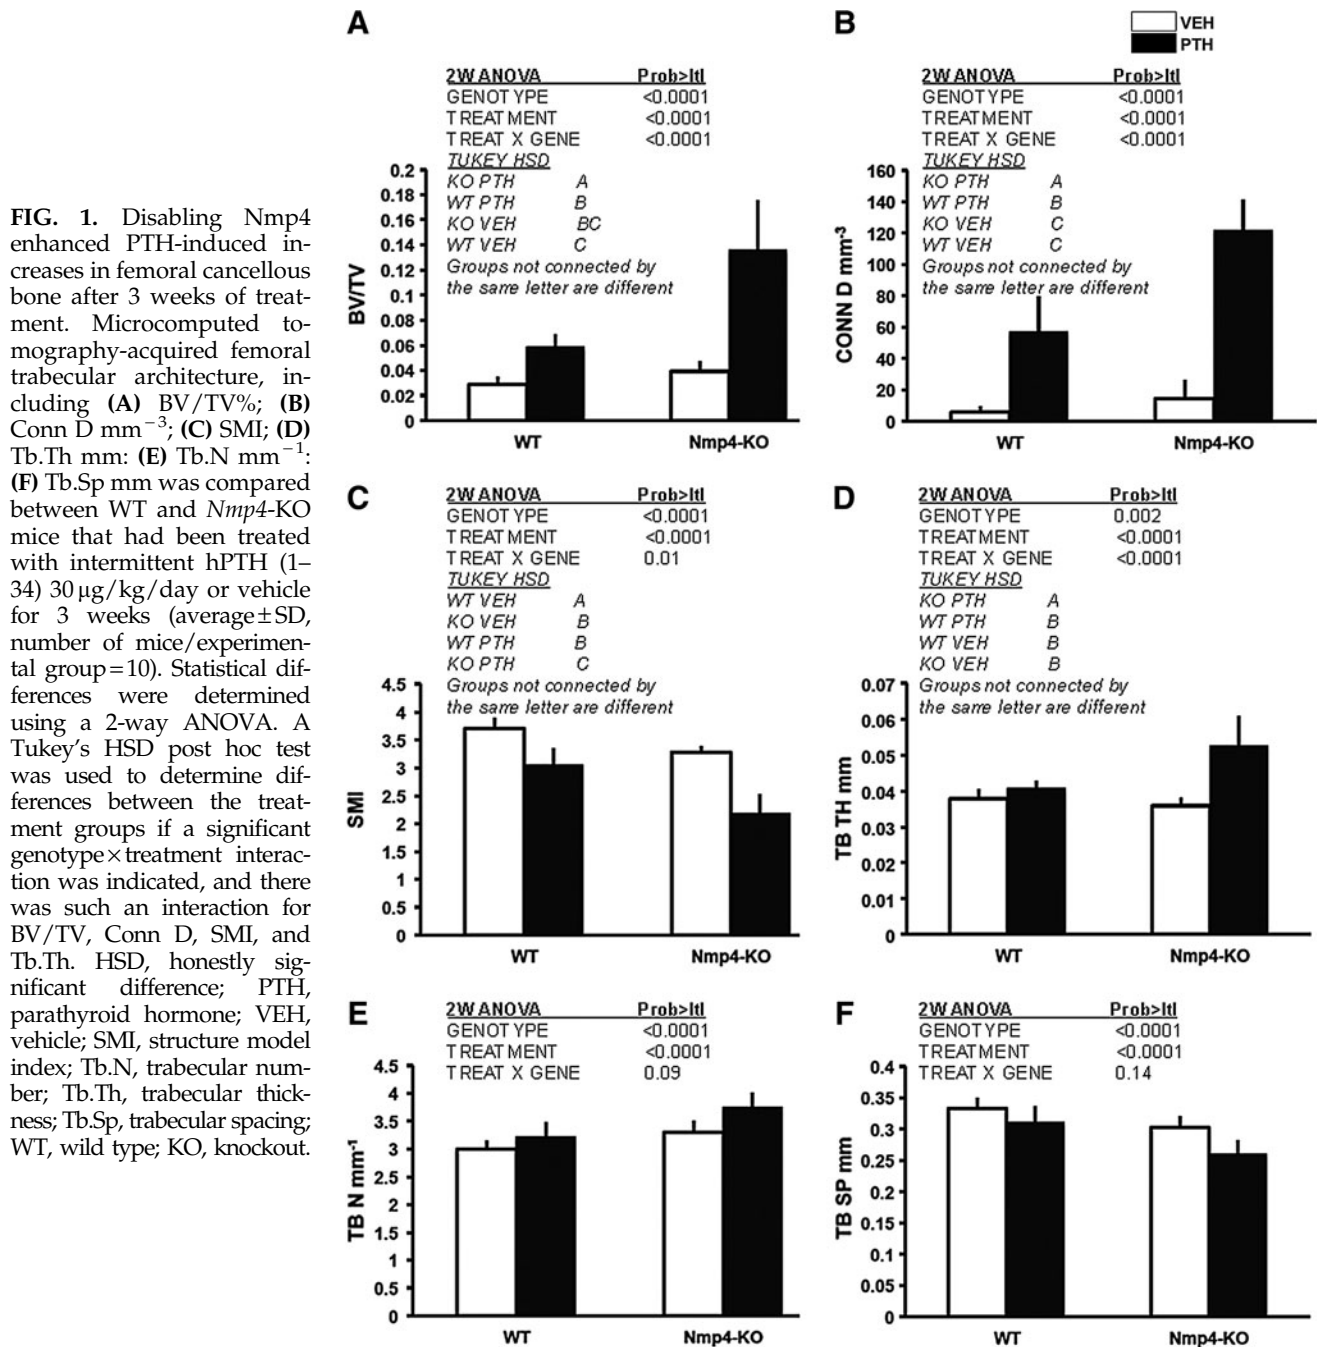 FIG. 1. Disabling Nmp4
enhanced PTH-induced in-
creases in femoral cancellous
bone after 3 weeks of treat-
ment. Microcomputed to-
mography-acquired femoral
trabecular architecture, in-
cluding (A) BV/TV%; (B)
Conn D mm⁻³; (C) SMI; (D)
Tb.Th mm: (E) Tb.N mm⁻¹:
(F) Tb.Sp mm was compared
between WT and Nmp4-KO
mice that had been treated
with intermittent hPTH (1–
34) 30 μg/kg/day or vehicle
for 3 weeks (average±SD,
number of mice/experimen-
tal group=10). Statistical dif-
ferences were determined
using a 2-way ANOVA. A
Tukey's HSD post hoc test
was used to determine dif-
ferences between the treat-
ment groups if a significant
genotype×treatment interac-
tion was indicated, and there
was such an interaction for
BV/TV, Conn D, SMI, and
Tb.Th. HSD, honestly sig-
nificant difference; PTH,
parathyroid hormone; VEH,
vehicle; SMI, structure model
index; Tb.N, trabecular num-
ber; Tb.Th, trabecular thick-
ness; Tb.Sp, trabecular spacing;
WT, wild type; KO, knockout.
A
2W ANOVA Prob>ItI
GENOTYPE <0.0001
TREATMENT <0.0001
TREAT X GENE <0.0001
TUKEY HSD
KO PTH A
WT PTH B
KO VEH BC
WT VEH C
Groups not connected by
the same letter are different
BV/TV
0.2
0.18
0.16
0.14
0.12
0.1
0.08
0.06
0.04
0.02
0
WT Nmp4-KO
B
VEH
PTH
2W ANOVA Prob>ItI
GENOTYPE <0.0001
TREATMENT <0.0001
TREAT X GENE <0.0001
TUKEY HSD
KO PTH A
WT PTH B
KO VEH C
WT VEH C
Groups not connected by
the same letter are different
CONN D mm⁻³
160
140
120
100
80
60
40
20
0
WT Nmp4-KO
C
2W ANOVA Prob>ItI
GENOTYPE <0.0001
TREATMENT <0.0001
TREAT X GENE 0.01
TUKEY HSD
WT VEH A
KO VEH B
WT PTH B
KO PTH C
Groups not connected by
the same letter are different
SMI
4.5
4
3.5
3
2.5
2
1.5
1
0.5
0
WT Nmp4-KO
D
2W ANOVA Prob>ItI
GENOTYPE 0.002
TREATMENT <0.0001
TREAT X GENE <0.0001
TUKEY HSD
KO PTH A
WT PTH B
WT VEH B
KO VEH B
Groups not connected by
the same letter are different
TB TH mm
0.07
0.06
0.05
0.04
0.03
0.02
0.01
0
WT Nmp4-KO
E
2W ANOVA Prob>ItI
GENOTYPE <0.0001
TREATMENT <0.0001
TREAT X GENE 0.09
TB N mm⁻¹
4.5
4
3.5
3
2.5
2
1.5
1
0.5
0
WT Nmp4-KO
F
2W ANOVA Prob>ItI
GENOTYPE <0.0001
TREATMENT <0.0001
TREAT X GENE 0.14
TB SP mm
0.4
0.35
0.3
0.25
0.2
0.15
0.1
0.05
0
WT Nmp4-KO